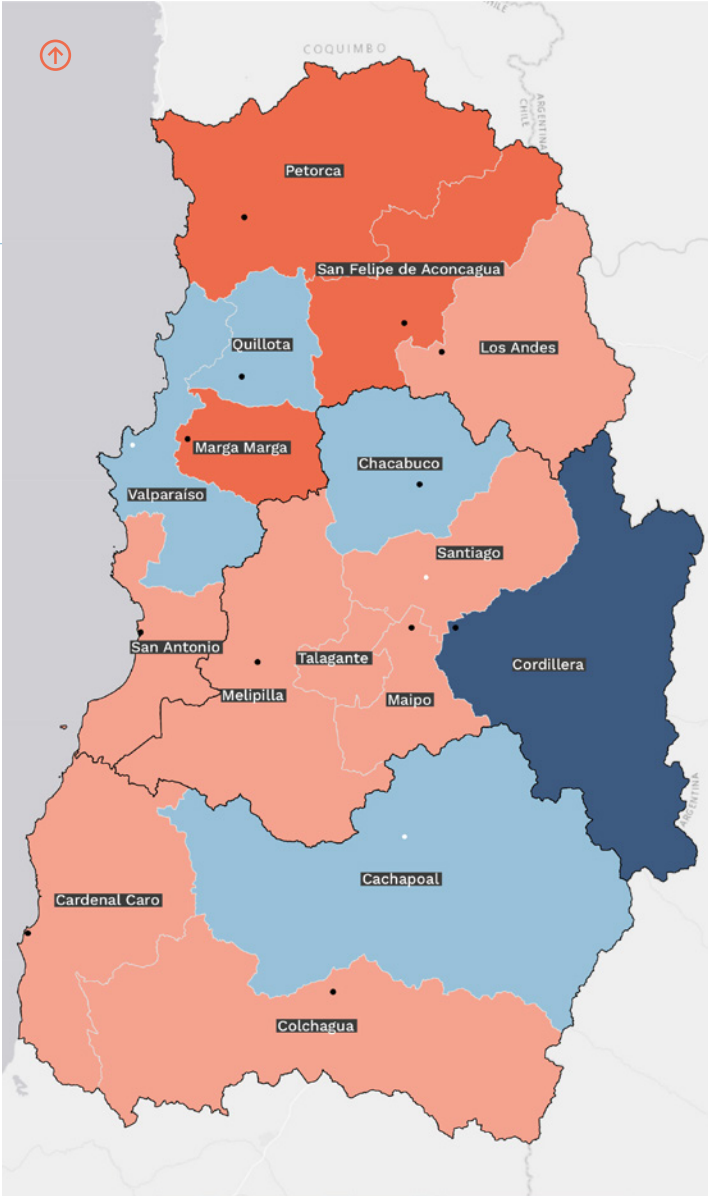 CHILE
COQUIMBO
ARGENTINA
CHILE
Petorca
San Felipe de Aconcagua
Quillota
Los Andes
Marga Marga
Chacabuco
Valparaíso
Santiago
San Antonio
Talagante
Cordillera
Melipilla
Maipo
ARGENTINA
Cachapoal
Cardenal Caro
Colchagua